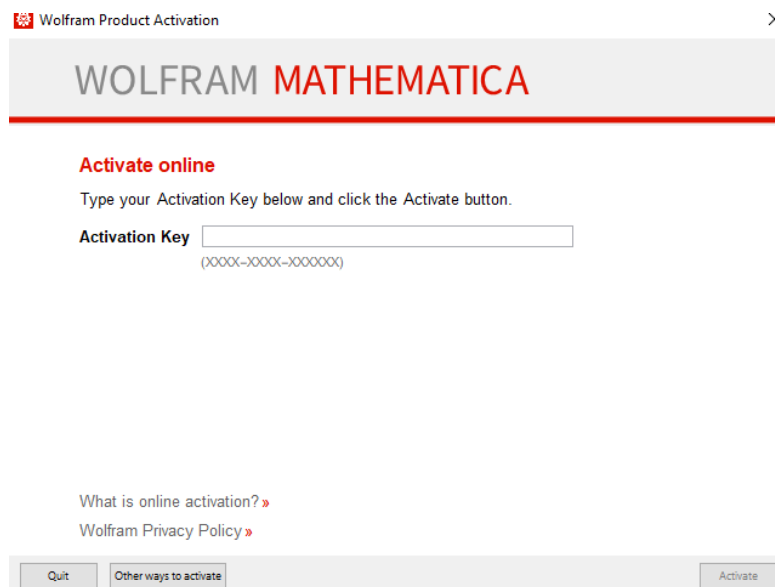 Wolfram Product Activation
WOLFRAM MATHEMATICA
Activate online
Type your Activation Key below and click the Activate button.
Activation Key
(XXXX–XXXX–XXXXXX)
What is online activation? »
Wolfram Privacy Policy »
Quit Other ways to activate Activate